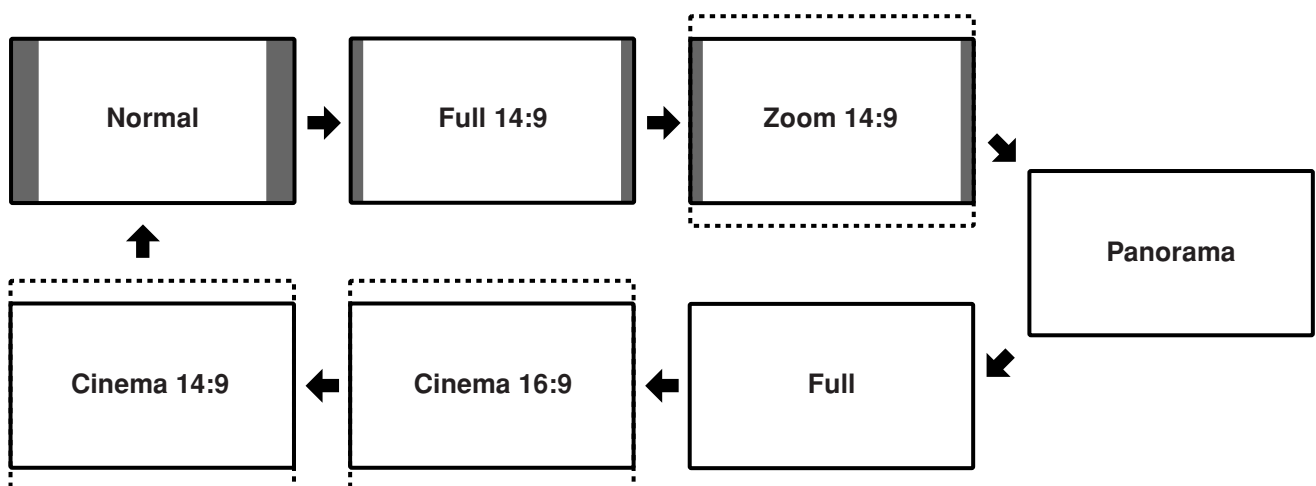 Normal
Full 14:9
Zoom 14:9
Panorama
Cinema 14:9
Cinema 16:9
Full